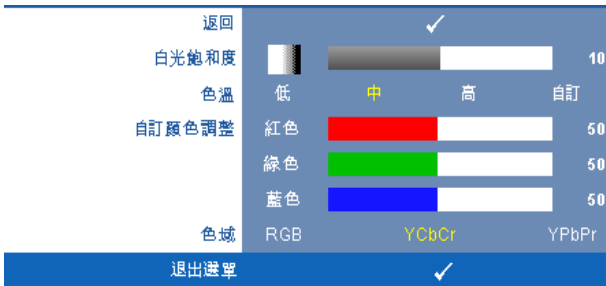 返回 ✓
白光飽和度 10
色溫 低 中 高 自訂
自訂顏色調整 紅色 50
綠色 50
藍色 50
色域 RGB YCbCr YPbPr
退出選單 ✓